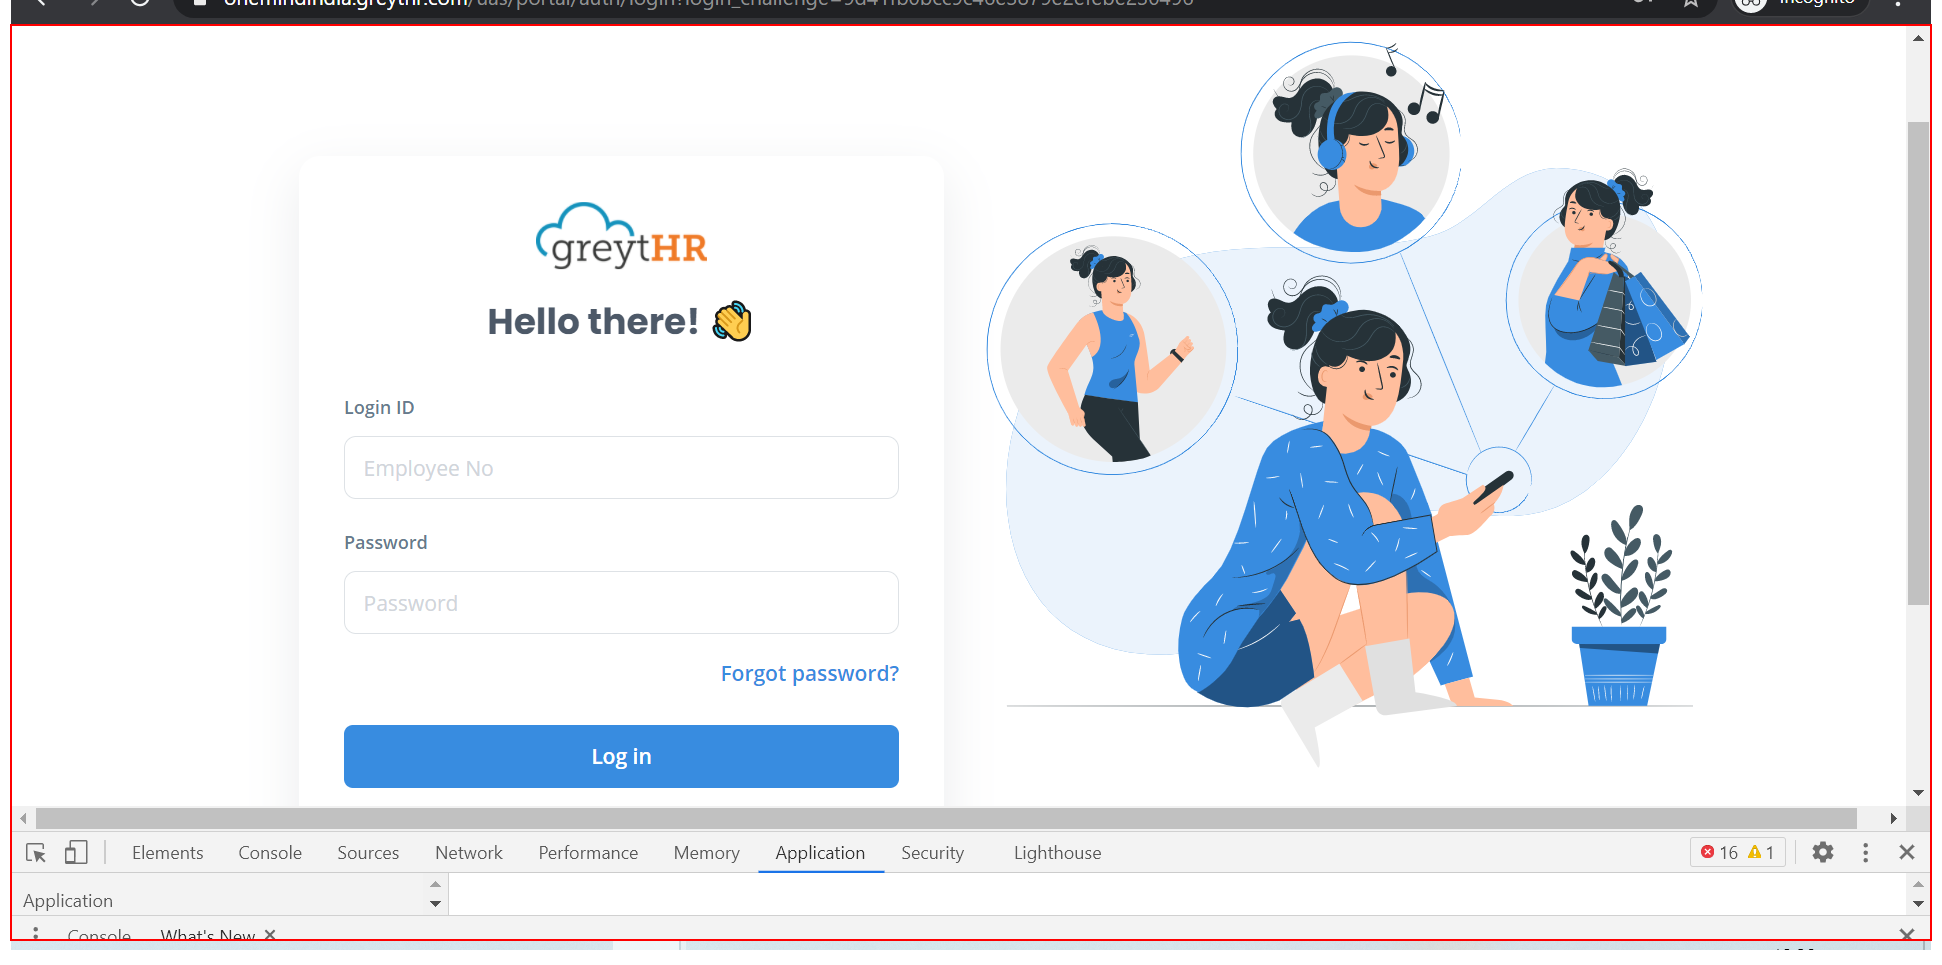 Incognito
greytHR
Hello there!
Login ID
Employee No
Password
Password
Forgot password?
Log in
Elements Console Sources Network Performance Memory Application Security Lighthouse 16 1
Application
Console What's New